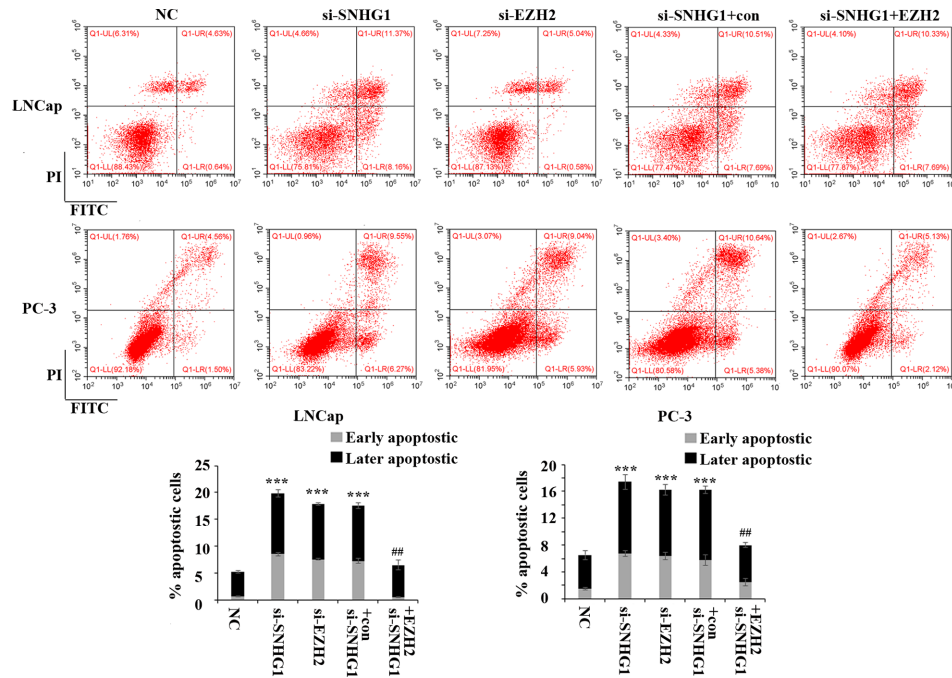 NC si-SNHG1 si-EZH2 si-SNHG1+con si-SNHG1+EZH2
LNCap
Q1-UL(6.31%) Q1-UR(4.63%) Q1-LL(88.43%) Q1-LR(0.64%)
Q1-UL(4.66%) Q1-UR(11.37%) Q1-LL(75.81%) Q1-LR(8.16%)
Q1-UL(7.25%) Q1-UR(5.04%) Q1-LL(87.13%) Q1-LR(0.58%)
Q1-UL(4.33%) Q1-UR(10.51%) Q1-LL(77.47%) Q1-LR(7.69%)
Q1-UL(4.10%) Q1-UR(10.33%) Q1-LL(77.87%) Q1-LR(7.69%)
PI
FITC
PC-3
Q1-UL(1.76%) Q1-UR(4.56%) Q1-LL(92.18%) Q1-LR(1.50%)
Q1-UL(0.96%) Q1-UR(9.55%) Q1-LL(83.22%) Q1-LR(6.27%)
Q1-UL(3.07%) Q1-UR(9.04%) Q1-LL(81.95%) Q1-LR(5.93%)
Q1-UL(3.40%) Q1-UR(10.64%) Q1-LL(80.58%) Q1-LR(5.38%)
Q1-UL(2.67%) Q1-UR(5.13%) Q1-LL(90.07%) Q1-LR(2.12%)
PI
FITC
LNCap
Early apoptostic
Later apoptostic
% apoptostic cells
25
20
15
10
5
0
*** *** *** ##
NC
si-SNHG1
si-EZH2
si-SNHG1
+con
si-SNHG1
+EZH2
PC-3
Early apoptostic
Later apoptostic
% apoptostic cells
20
16
12
8
4
0
*** *** *** ##
NC
si-SNHG1
si-EZH2
si-SNHG1
+con
si-SNHG1
+EZH2